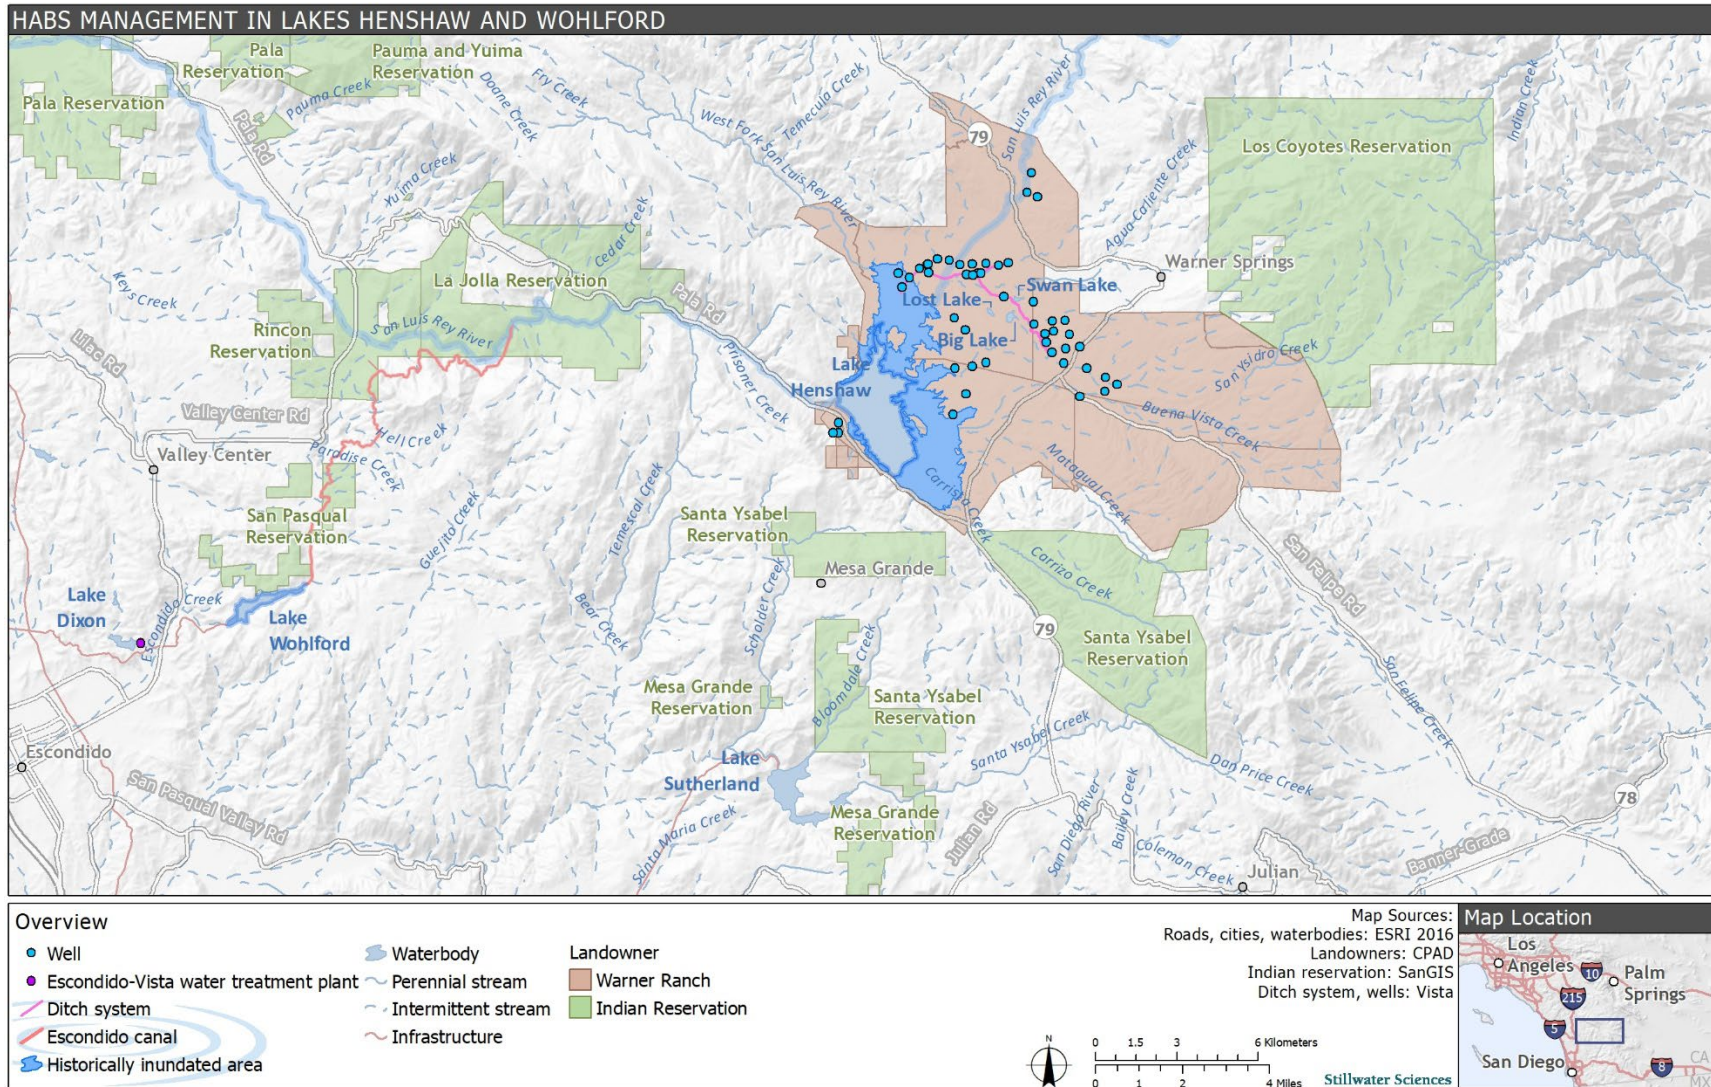 HABS MANAGEMENT IN LAKES HENSHAW AND WOHLFORD
Pala
Reservation
Pauma and Yuima
Reservation
Pala Reservation
Pauma Creek
Pala Rd
Doane Creek
Fry Creek
West Fork San Luis Rey River
Temecula Creek
79
San Luis Rey River
Indian Creek
Los Coyotes Reservation
Agua Caliente Creek
Yuima Creek
Cedar Creek
Warner Springs
Keys Creek
La Jolla Reservation
Pala Rd
Lost Lake
Swan Lake
Big Lake
Rincon
Reservation
San Luis Rey River
Lilac Rd
Prisoner Creek
Lake
Henshaw
San Ysidro Creek
Buena Vista Creek
Valley Center Rd
Hell Creek
Paradise Creek
Valley Center
Matagual Creek
Carrista Creek
San Pasqual
Reservation
Guejito Creek
Temescal Creek
Santa Ysabel
Reservation
Mesa Grande
Carrizo Creek
San Felipe Rd
Lake
Dixon
Escondido Creek
Lake
Wohlford
Bear Creek
Scholder Creek
Bloomdale Creek
79
Santa Ysabel
Reservation
San Felipe Creek
Mesa Grande
Reservation
Santa Ysabel
Reservation
Santa Ysabel Creek
Dan Price Creek
Escondido
Lake
Sutherland
San Pasqual Valley Rd
Santa Maria Creek
Mesa Grande
Reservation
Julian Rd
San Diego River
Bailey Creek
Coleman Creek
Julian
Banner-Grade
78
Overview
Well
Escondido-Vista water treatment plant
Ditch system
Escondido canal
Historically inundated area
Waterbody
Perennial stream
Intermittent stream
Infrastructure
Landowner
Warner Ranch
Indian Reservation
Map Sources:
Roads, cities, waterbodies: ESRI 2016
Landowners: CPAD
Indian reservation: SanGIS
Ditch system, wells: Vista
N
0 1.5 3 6 Kilometers
0 1 2 4 Miles
Stillwater Sciences
Map Location
Los
Angeles
10
Palm
Springs
215
5
San Diego
8
CA
MX